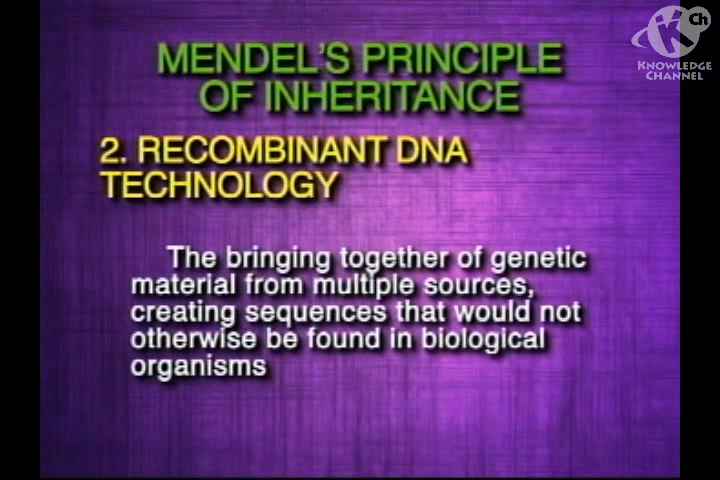 Ch
KNOWLEDGE
CHANNEL
MENDEL'S PRINCIPLE
OF INHERITANCE
2. RECOMBINANT DNA
TECHNOLOGY
The bringing together of genetic
material from multiple sources,
creating sequences that would not
otherwise be found in biological
organisms